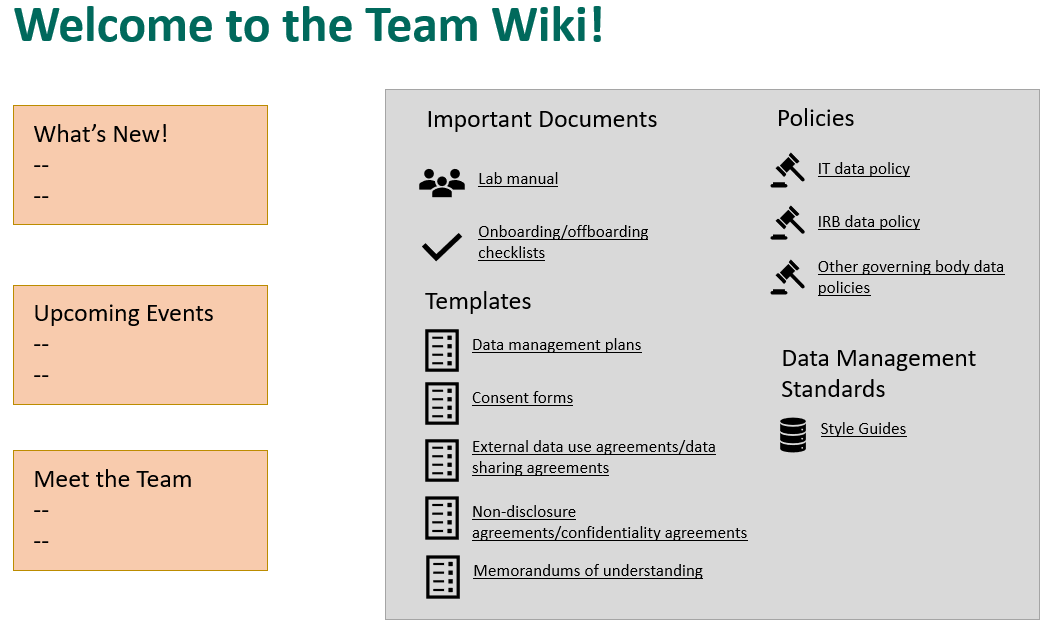 Welcome to the Team Wiki!
What's New!
--
--
Upcoming Events
--
--
Meet the Team
--
--
Important Documents
Lab manual
Onboarding/offboarding
checklists
Templates
Data management plans
Consent forms
External data use agreements/data
sharing agreements
Non-disclosure
agreements/confidentiality agreements
Memorandums of understanding
Policies
IT data policy
IRB data policy
Other governing body data
policies
Data Management
Standards
Style Guides